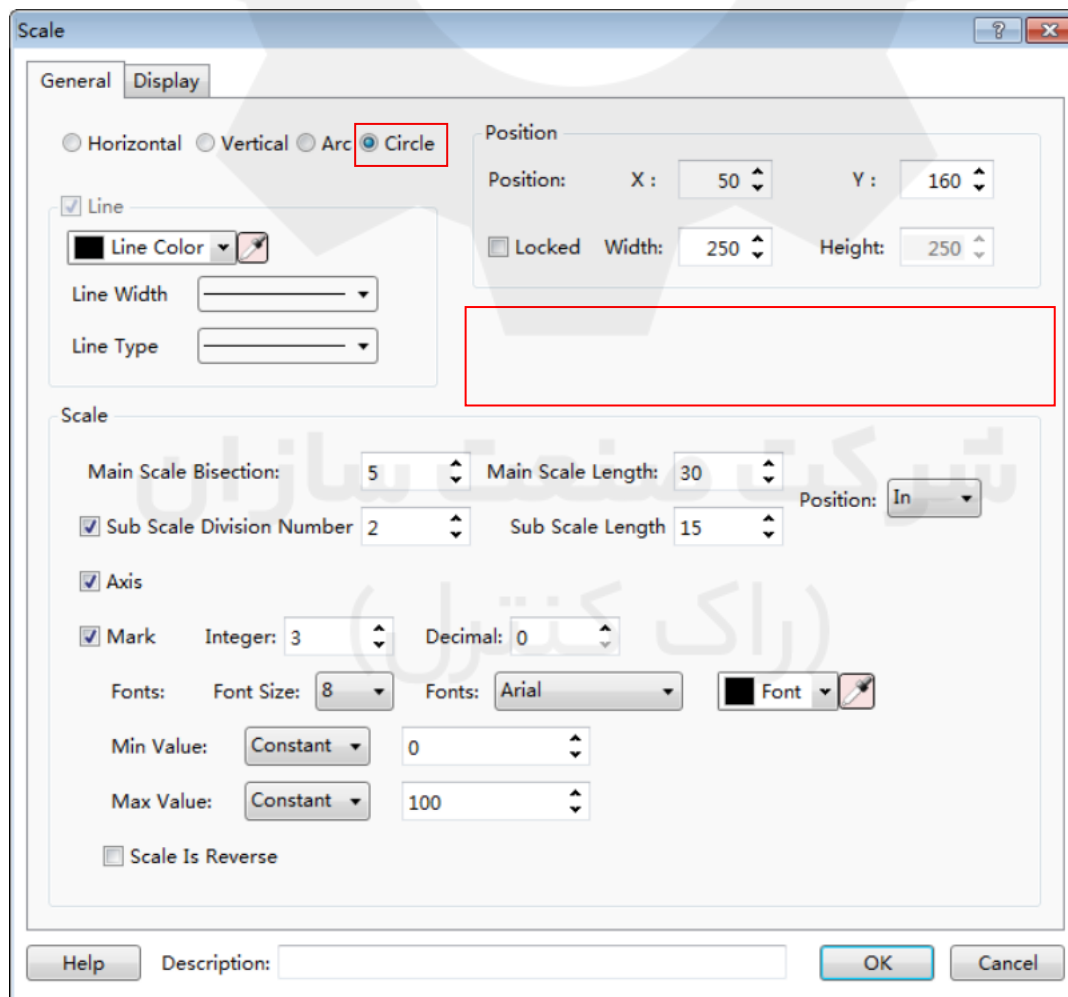 Scale
General Display
Horizontal Vertical Arc Circle
Position
Position: X : 50 Y : 160
Locked Width: 250 Height: 250
Line
Line Color
Line Width
Line Type
Scale
Main Scale Bisection: 5 Main Scale Length: 30
Position: In
Sub Scale Division Number 2 Sub Scale Length 15
Axis
Mark Integer: 3 Decimal: 0
Fonts: Font Size: 8 Fonts: Arial Font
Min Value: Constant 0
Max Value: Constant 100
Scale Is Reverse
Help Description: OK Cancel
شرکت صنعت سازان
(راک کنترل)